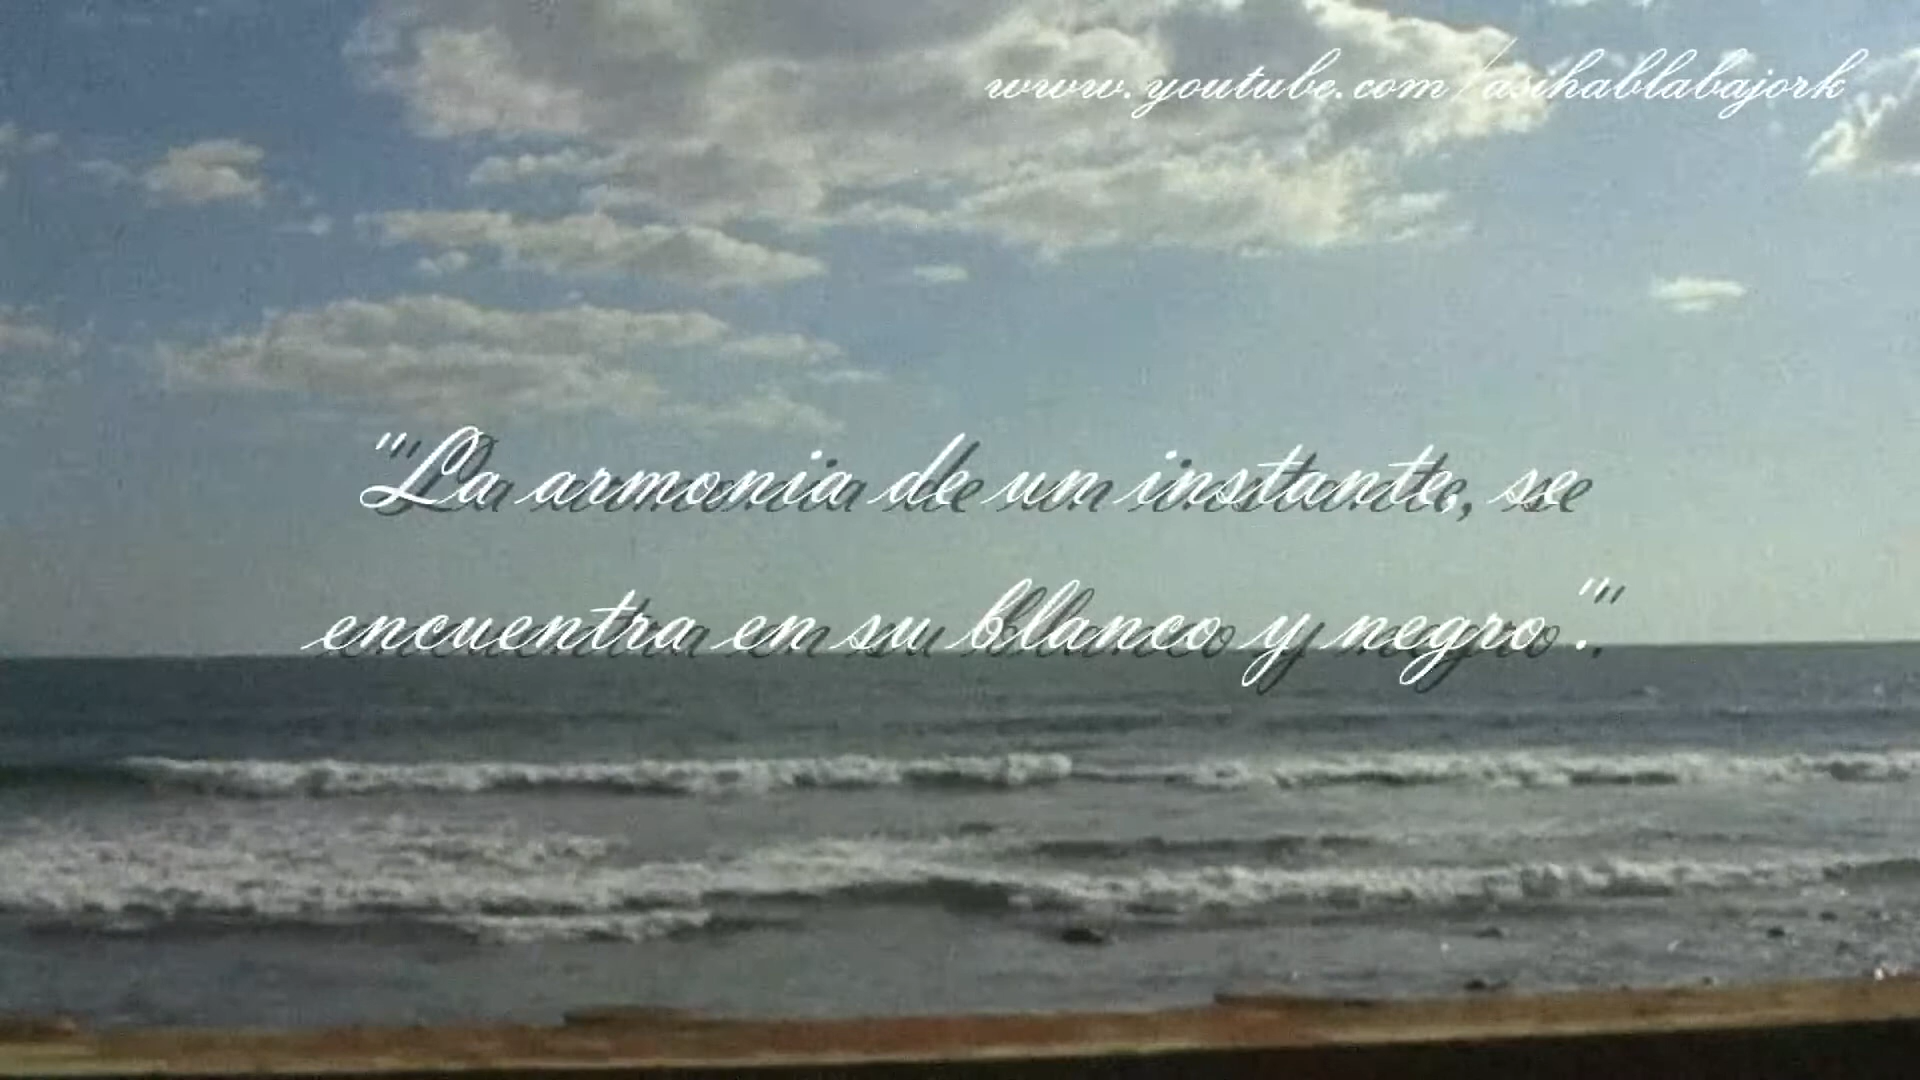 www.youtube.com/asihablabajork
"La armonia de un instante, se
encuentra en su blanco y negro".